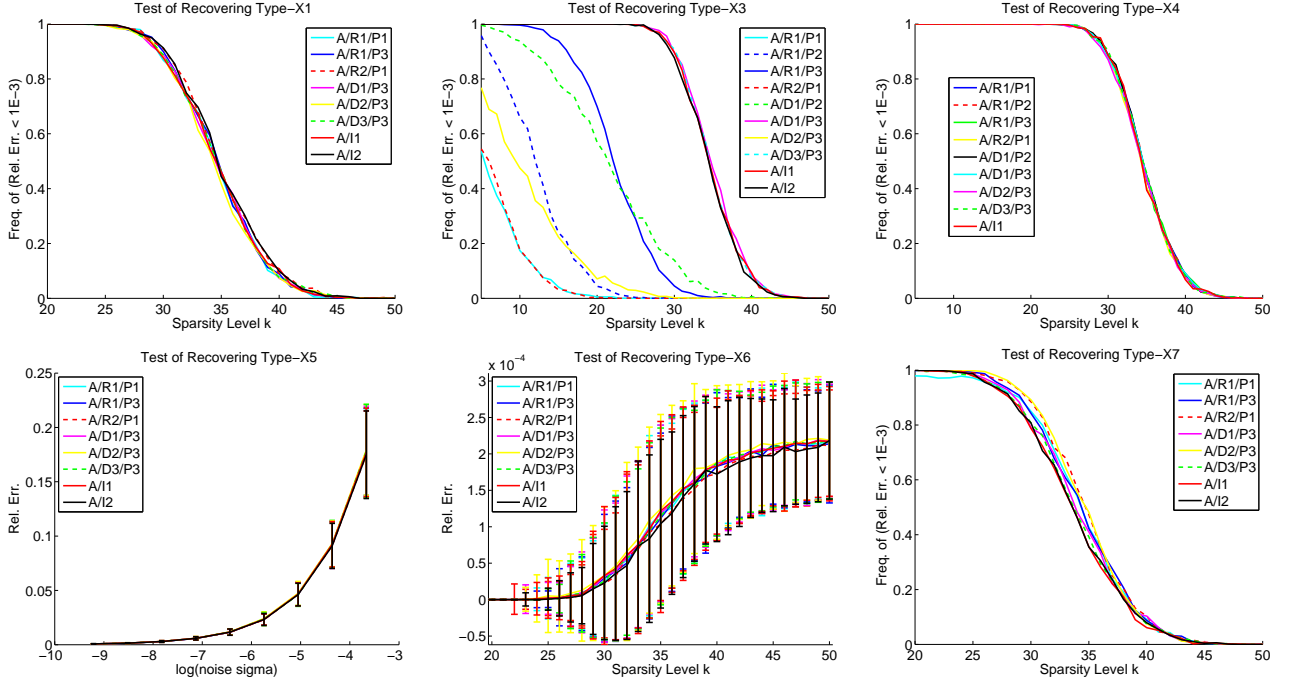 Test of Recovering Type−X1
Freq. of (Rel. Err. < 1E−3)
1
0.8
0.6
0.4
0.2
0
20 25 30 35 40 45 50
Sparsity Level k
A/R1/P1
A/R1/P3
A/R2/P1
A/D1/P3
A/D2/P3
A/D3/P3
A/I1
A/I2
Test of Recovering Type−X3
Freq. of (Rel. Err. < 1E−3)
1
0.8
0.6
0.4
0.2
0
10 20 30 40 50
Sparsity Level k
A/R1/P1
A/R1/P2
A/R1/P3
A/R2/P1
A/D1/P2
A/D1/P3
A/D2/P3
A/D3/P3
A/I1
A/I2
Test of Recovering Type−X4
Freq. of (Rel. Err. < 1E−3)
1
0.8
0.6
0.4
0.2
0
10 20 30 40 50
Sparsity Level k
A/R1/P1
A/R1/P2
A/R1/P3
A/R2/P1
A/D1/P2
A/D1/P3
A/D2/P3
A/D3/P3
A/I1
Test of Recovering Type−X5
Rel. Err.
0.25
0.2
0.15
0.1
0.05
0
−10 −9 −8 −7 −6 −5 −4 −3
log(noise sigma)
A/R1/P1
A/R1/P3
A/R2/P1
A/D1/P3
A/D2/P3
A/D3/P3
A/I1
A/I2
Test of Recovering Type−X6
x 10−4
Rel. Err.
3
2.5
2
1.5
1
0.5
0
−0.5
20 25 30 35 40 45 50
Sparsity Level k
A/R1/P1
A/R1/P3
A/R2/P1
A/D1/P3
A/D2/P3
A/D3/P3
A/I1
A/I2
Test of Recovering Type−X7
Freq. of (Rel. Err. < 1E−3)
1
0.8
0.6
0.4
0.2
0
20 25 30 35 40 45 50
Sparsity Level k
A/R1/P1
A/R1/P3
A/R2/P1
A/D1/P3
A/D2/P3
A/D3/P3
A/I1
A/I2